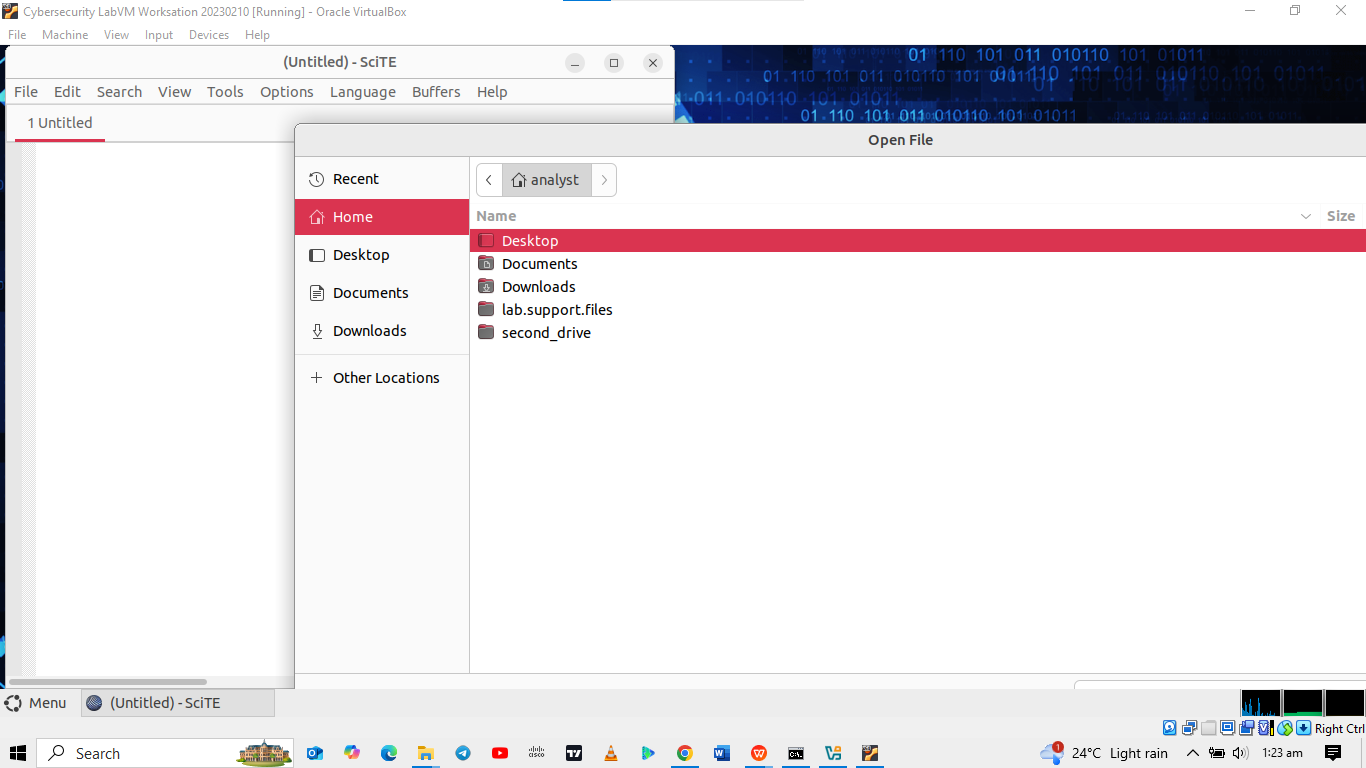 Cybersecurity LabVM Worksation 20230210 [Running] - Oracle VirtualBox
File Machine View Input Devices Help
(Untitled) - SciTE
File Edit Search View Tools Options Language Buffers Help
1 Untitled
01 110 101 011 010110 101 01011
Open File
Recent
Home
Desktop
Documents
Downloads
Other Locations
analyst
Name Size
Desktop
Documents
Downloads
lab.support.files
second_drive
Menu (Untitled) - SciTE
Right Ctrl
Search
cisco
1
24°C Light rain
1:23 am